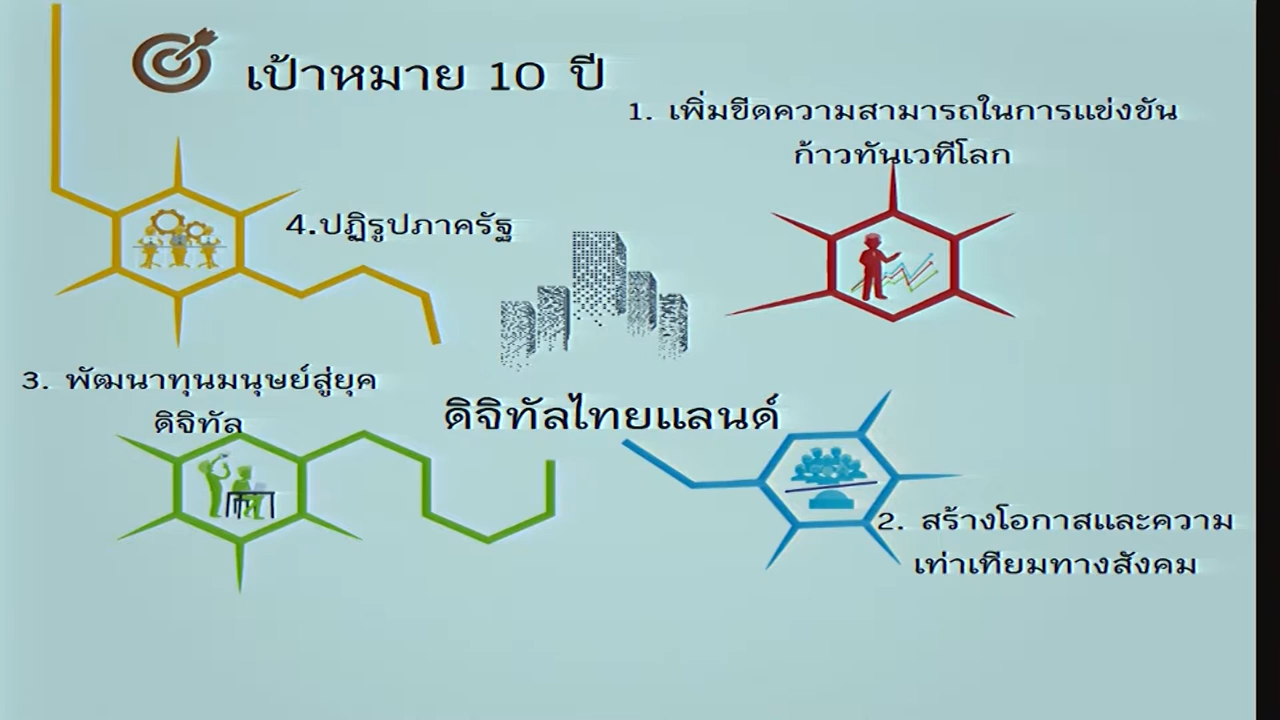 เป้าหมาย 10 ปี
1. เพิ่มขีดความสามารถในการแข่งขัน
ก้าวทันเวทีโลก
4.ปฏิรูปภาครัฐ
3. พัฒนาทุนมนุษย์สู่ยุค
ดิจิทัล
ดิจิทัลไทยแลนด์
2. สร้างโอกาสและความ
เท่าเทียมทางสังคม